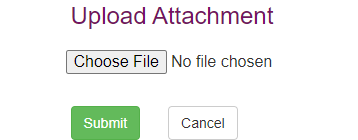 Upload Attachment
Choose File No file chosen
Submit Cancel